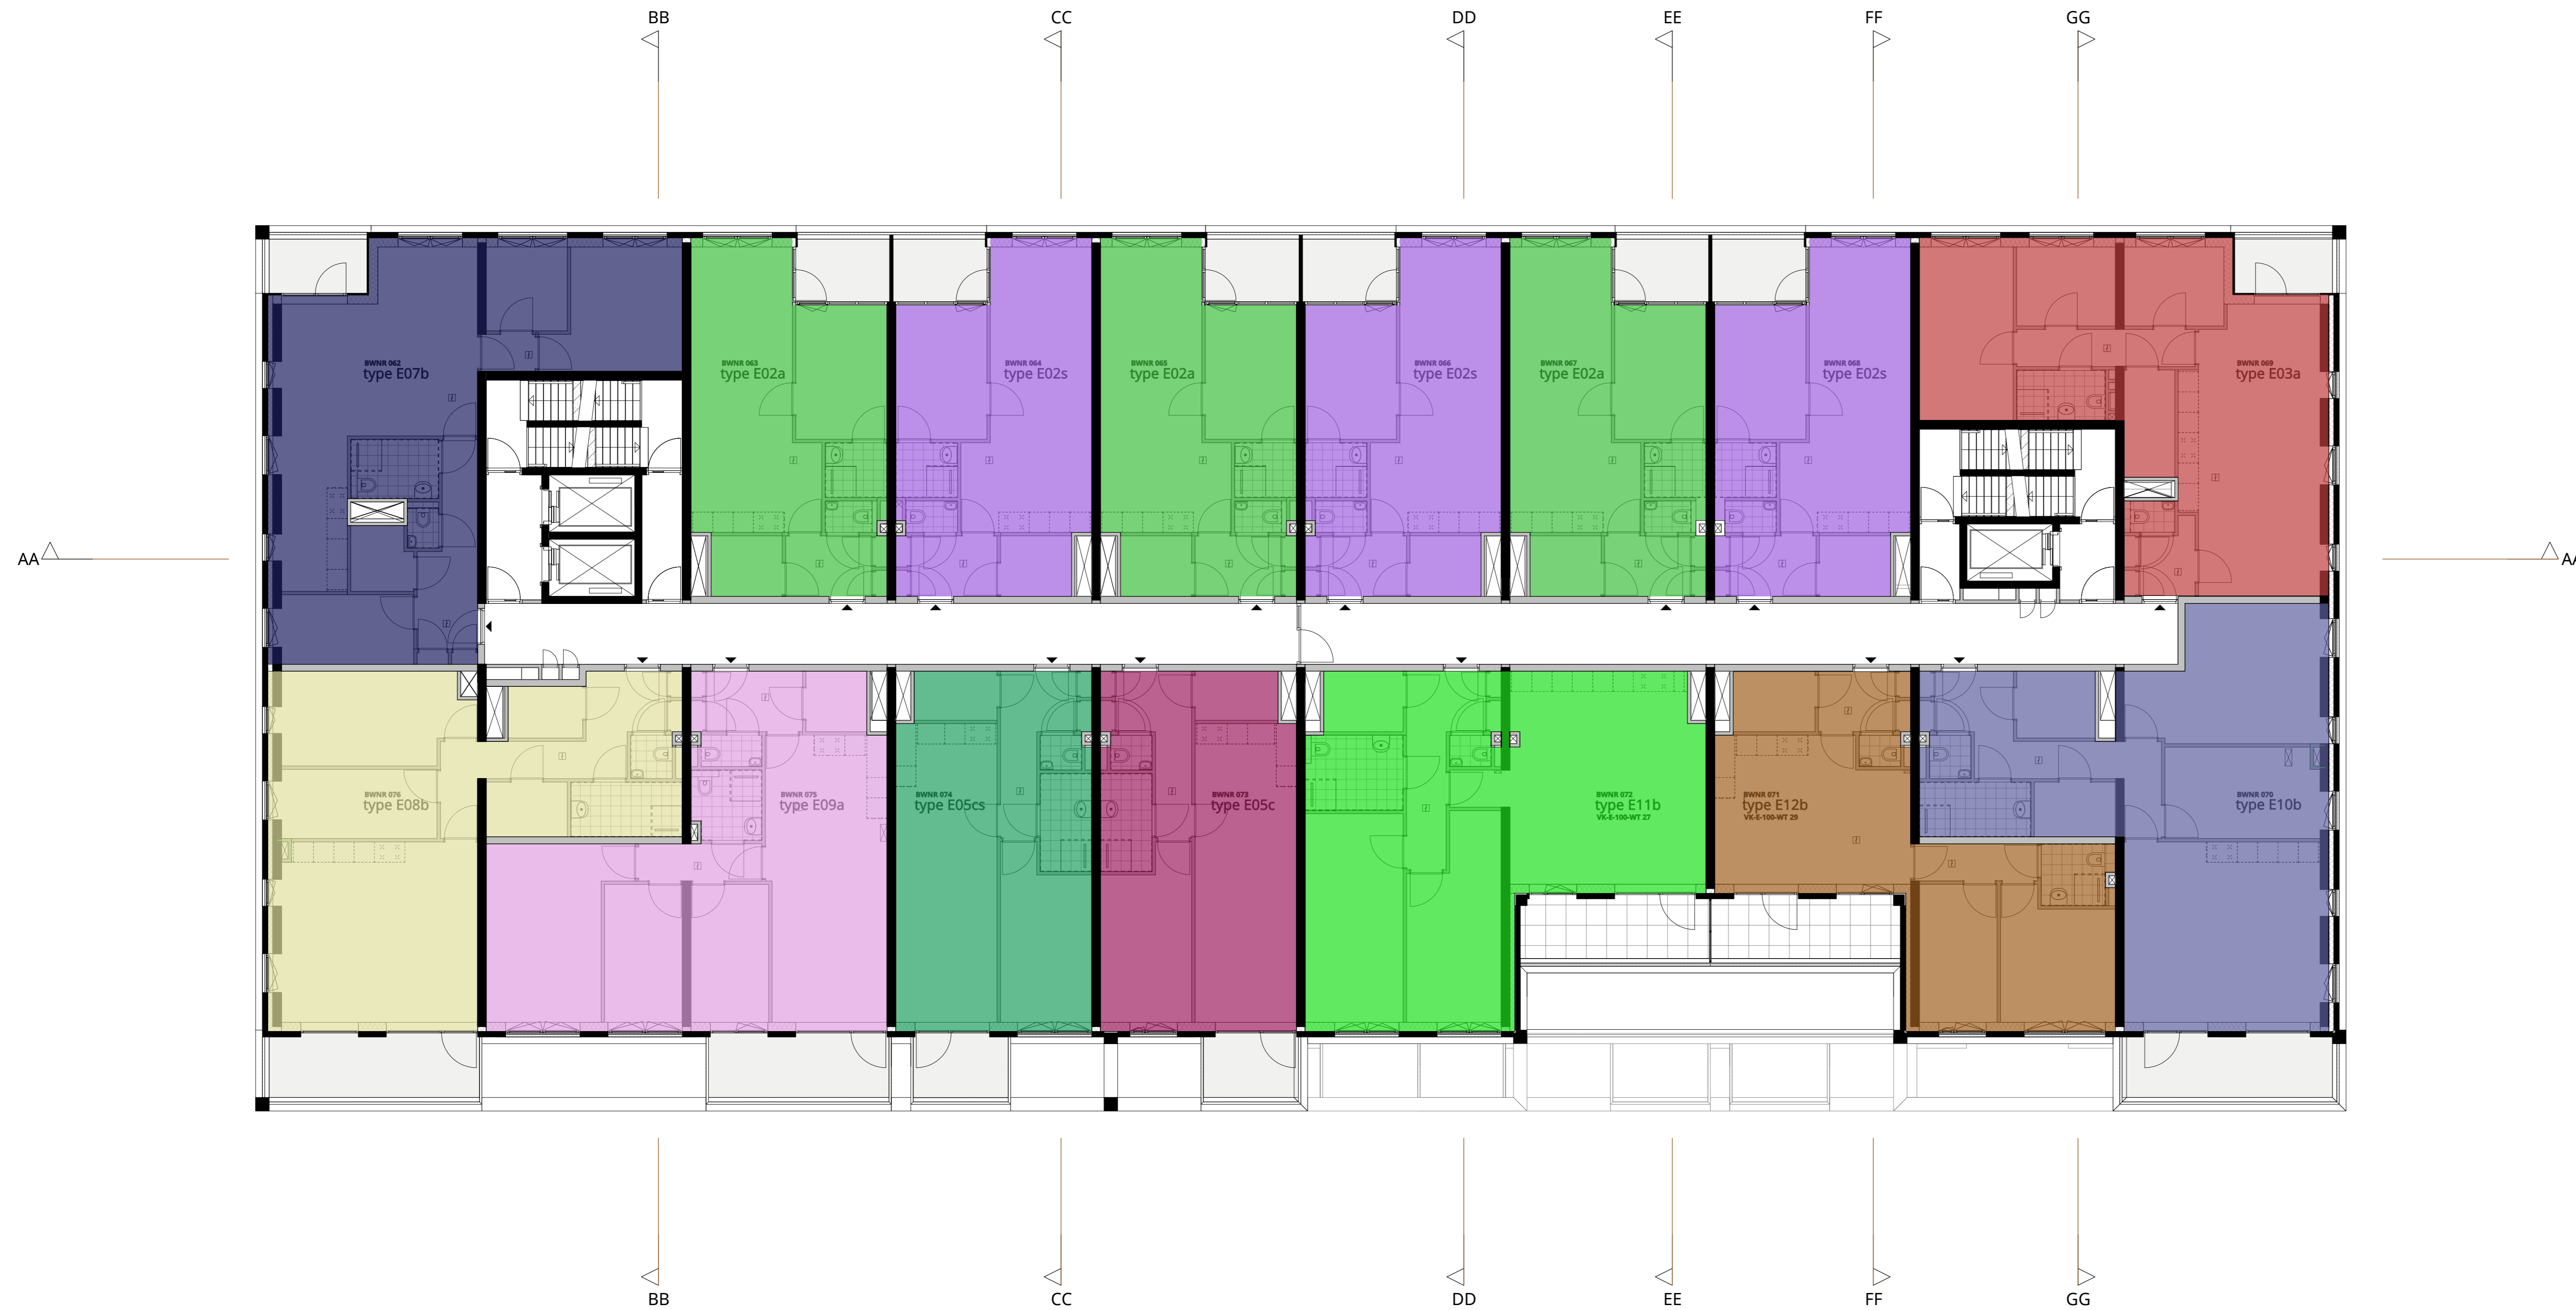 BB CC DD EE FF GG
BWNR 062
type E07b
BWNR 063
type E02a
BWNR 064
type E02s
BWNR 065
type E02a
BWNR 066
type E02s
BWNR 067
type E02a
BWNR 068
type E02s
BWNR 069
type E03a
AA
AA
BWNR 076
type E08b
BWNR 075
type E09a
BWNR 074
type E05cs
BWNR 073
type E05c
BWNR 072
type E11b
VK-E-100-WT 27
BWNR 071
type E12b
VK-E-100-WT 29
BWNR 070
type E10b
BB CC DD EE FF GG